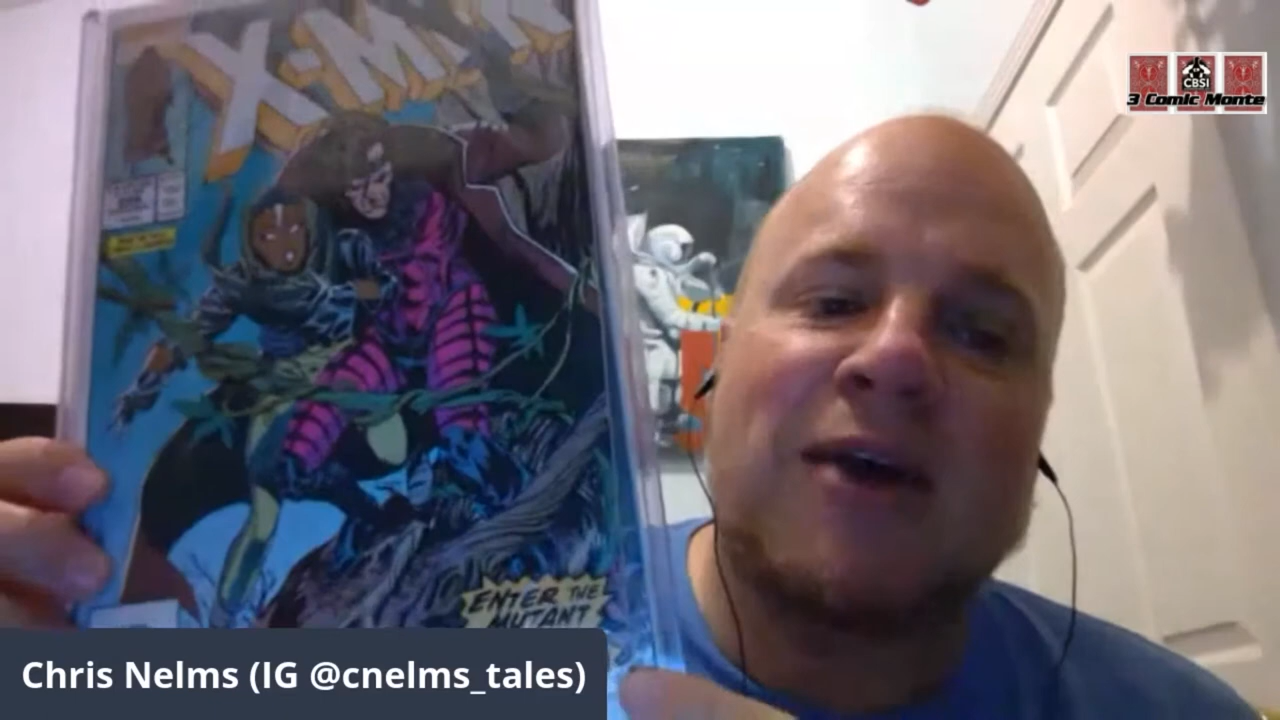 X-MEN
CBSI
3 Comic Monte
ENTER THE
MUTANT
Chris Nelms (IG @cnelms_tales)